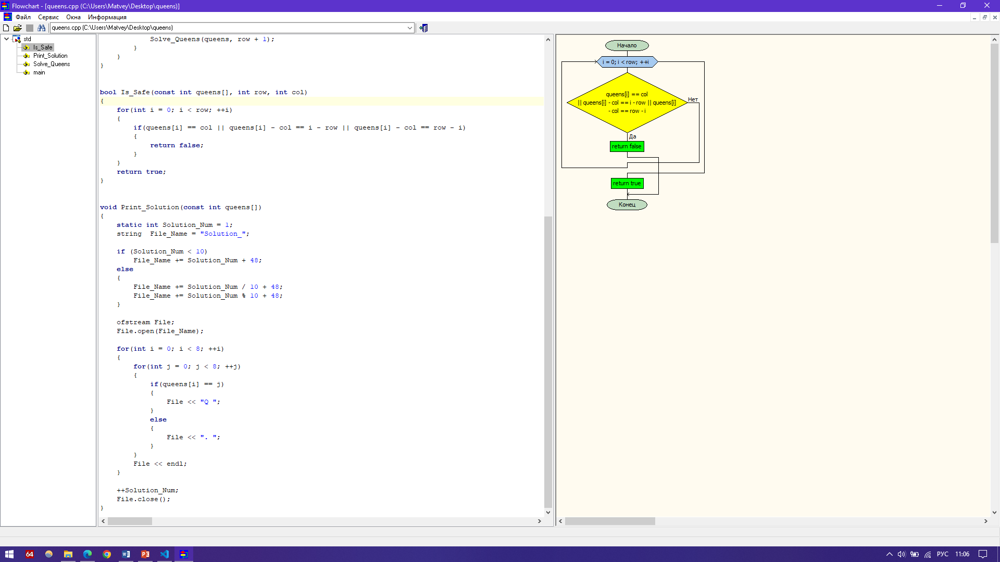 Flowchart - [queens.cpp (C:\Users\Matvey\Desktop\queens)]
Файл Сервис Окна Информация
queens.cpp (C:\Users\Matvey\Desktop\queens)
std
Is_Safe
Print_Solution
Solve_Queens
main
Solve_Queens(queens, row + 1);
}
}
}
bool Is_Safe(const int queens[], int row, int col)
{
for(int i = 0; i < row; ++i)
{
if(queens[i] == col || queens[i] - col == i - row || queens[i] - col == row - i)
{
return false;
}
}
return true;
}
void Print_Solution(const int queens[])
{
static int Solution_Num = 1;
string  File_Name = "Solution_";
if (Solution_Num < 10)
File_Name += Solution_Num + 48;
else
{
File_Name += Solution_Num / 10 + 48;
File_Name += Solution_Num % 10 + 48;
}
ofstream File;
File.open(File_Name);
for(int i = 0; i < 8; ++i)
{
for(int j = 0; j < 8; ++j)
{
if(queens[i] == j)
{
File << "Q ";
}
else
{
File << ". ";
}
}
File << endl;
}
++Solution_Num;
File.close();
}
Начало
i = 0; i < row; ++i
queens[i] == col
|| queens[i] - col == i - row || queens[i]
- col == row - i
Нет
Да
return false
return true
Конец
64
РУС 11:06